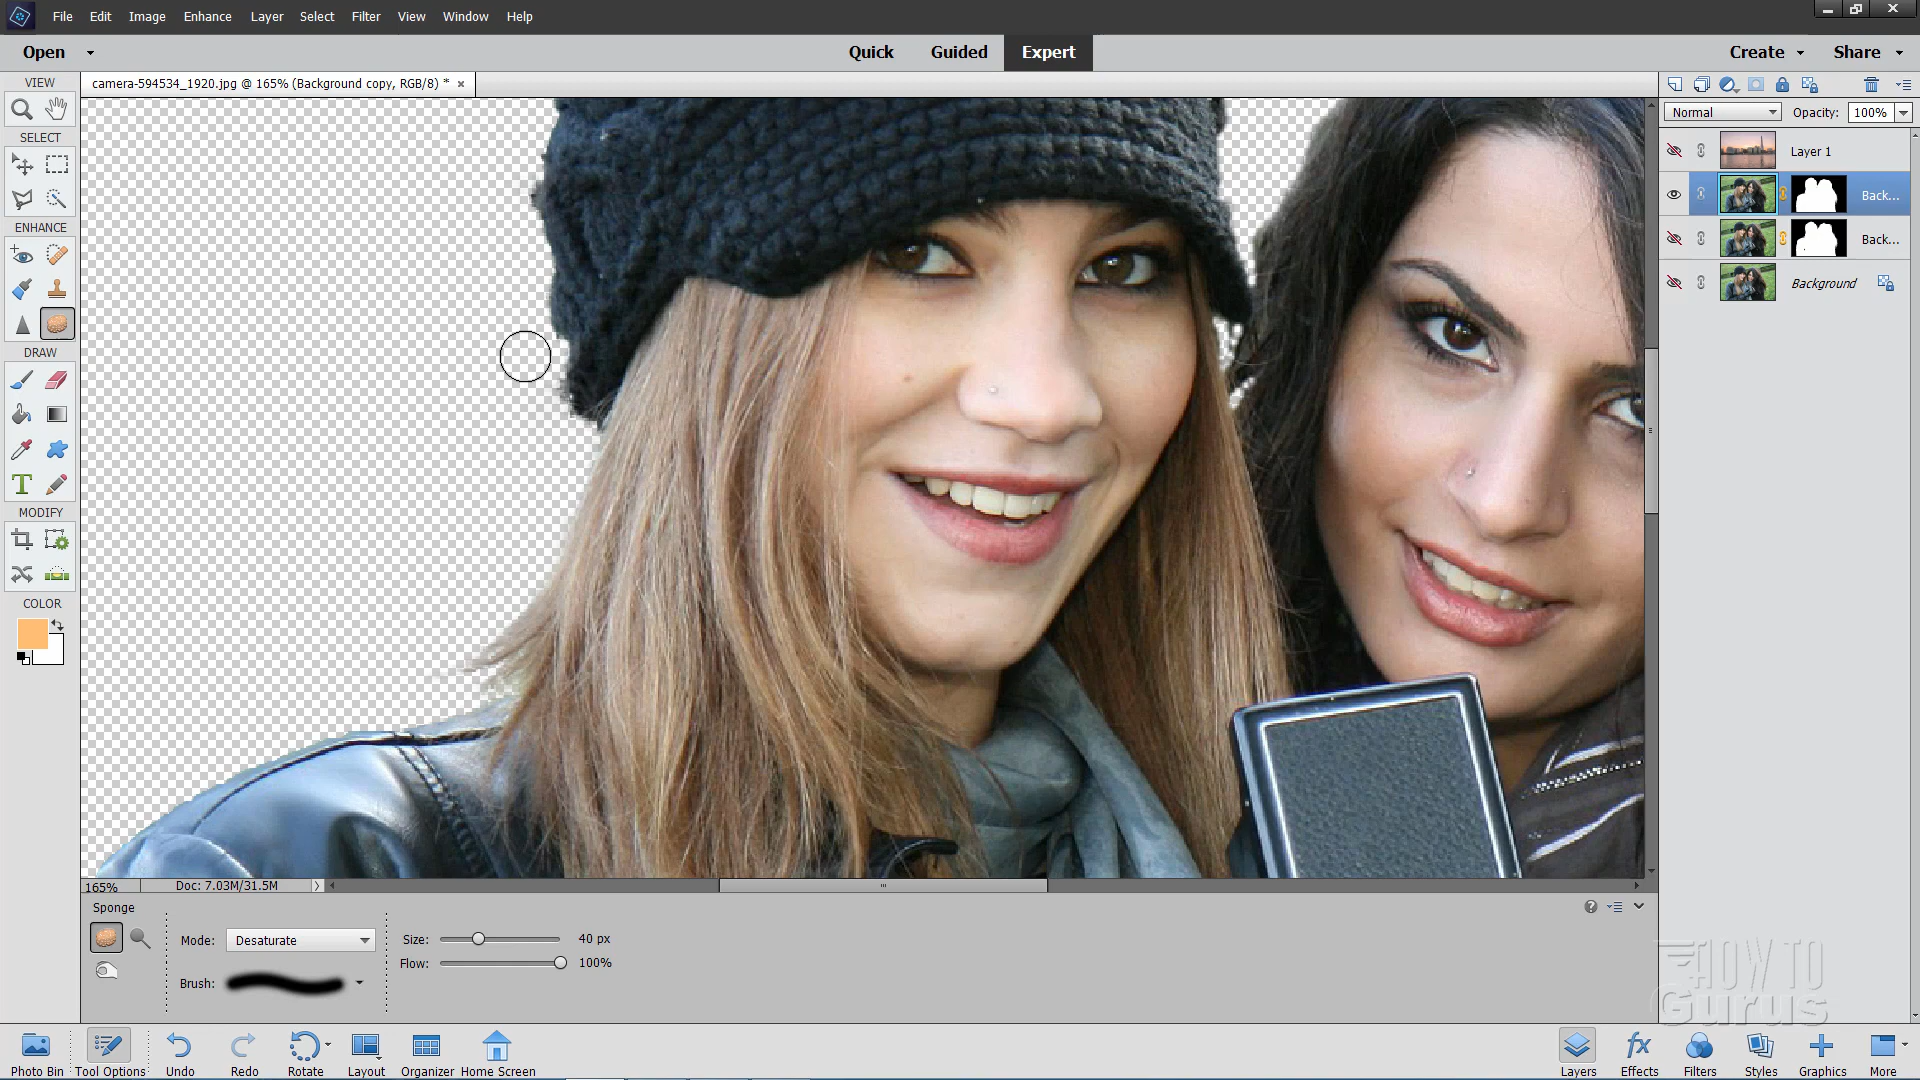 File Edit Image Enhance Layer Select Filter View Window Help
Open Quick Guided Expert Create Share
VIEW
camera-594534_1920.jpg @ 165% (Background copy, RGB/8) * ×
Normal Opacity: 100%
SELECT
Layer 1
Back...
ENHANCE
Back...
Background
DRAW
T
MODIFY
COLOR
165% Doc: 7.03M/31.5M
Sponge
Mode: Desaturate Size: 40 px
Flow: 100%
Brush:
HOW TO
Gurus
Photo Bin Tool Options Undo Redo Rotate Layout Organizer Home Screen fx Layers Effects Filters Styles Graphics More